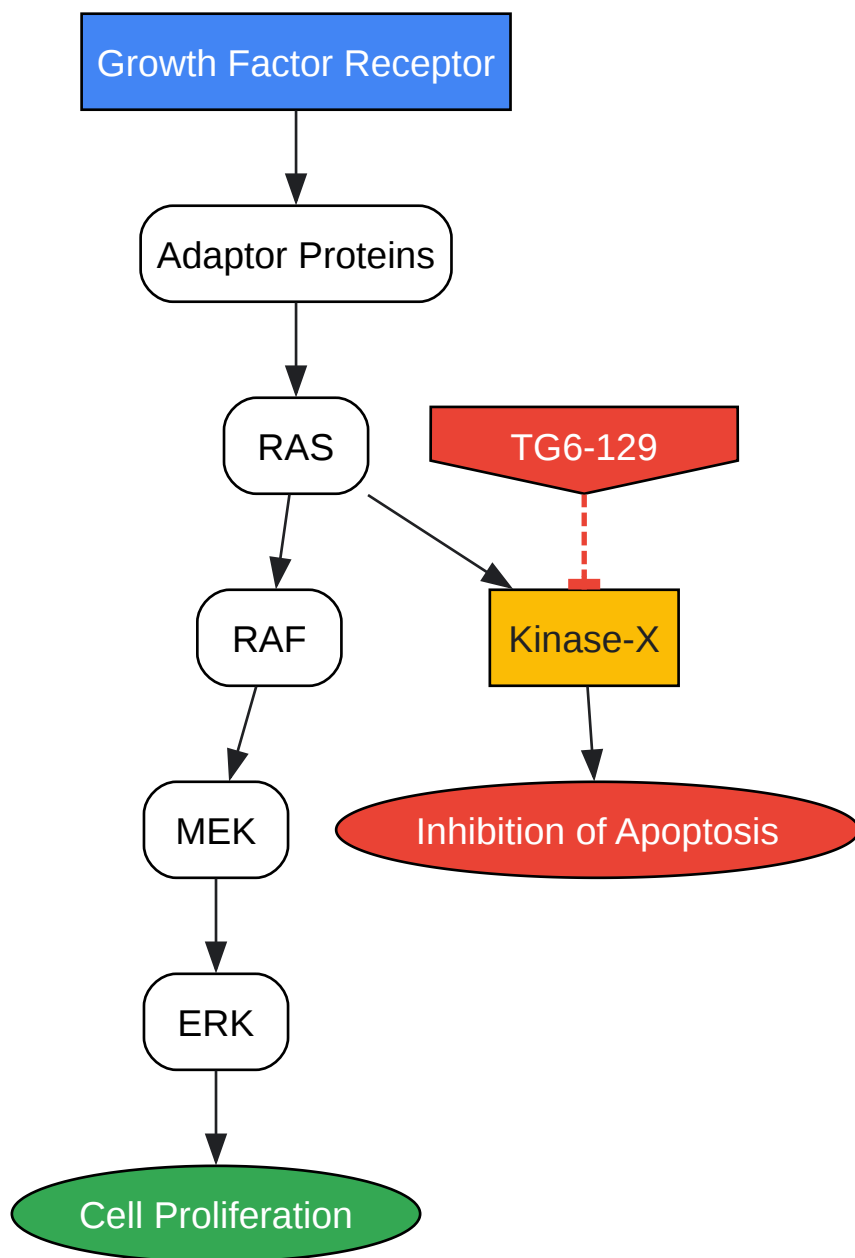 Growth Factor Receptor
Adaptor Proteins
RAS
TG6-129
RAF
Kinase-X
MEK
Inhibition of Apoptosis
ERK
Cell Proliferation